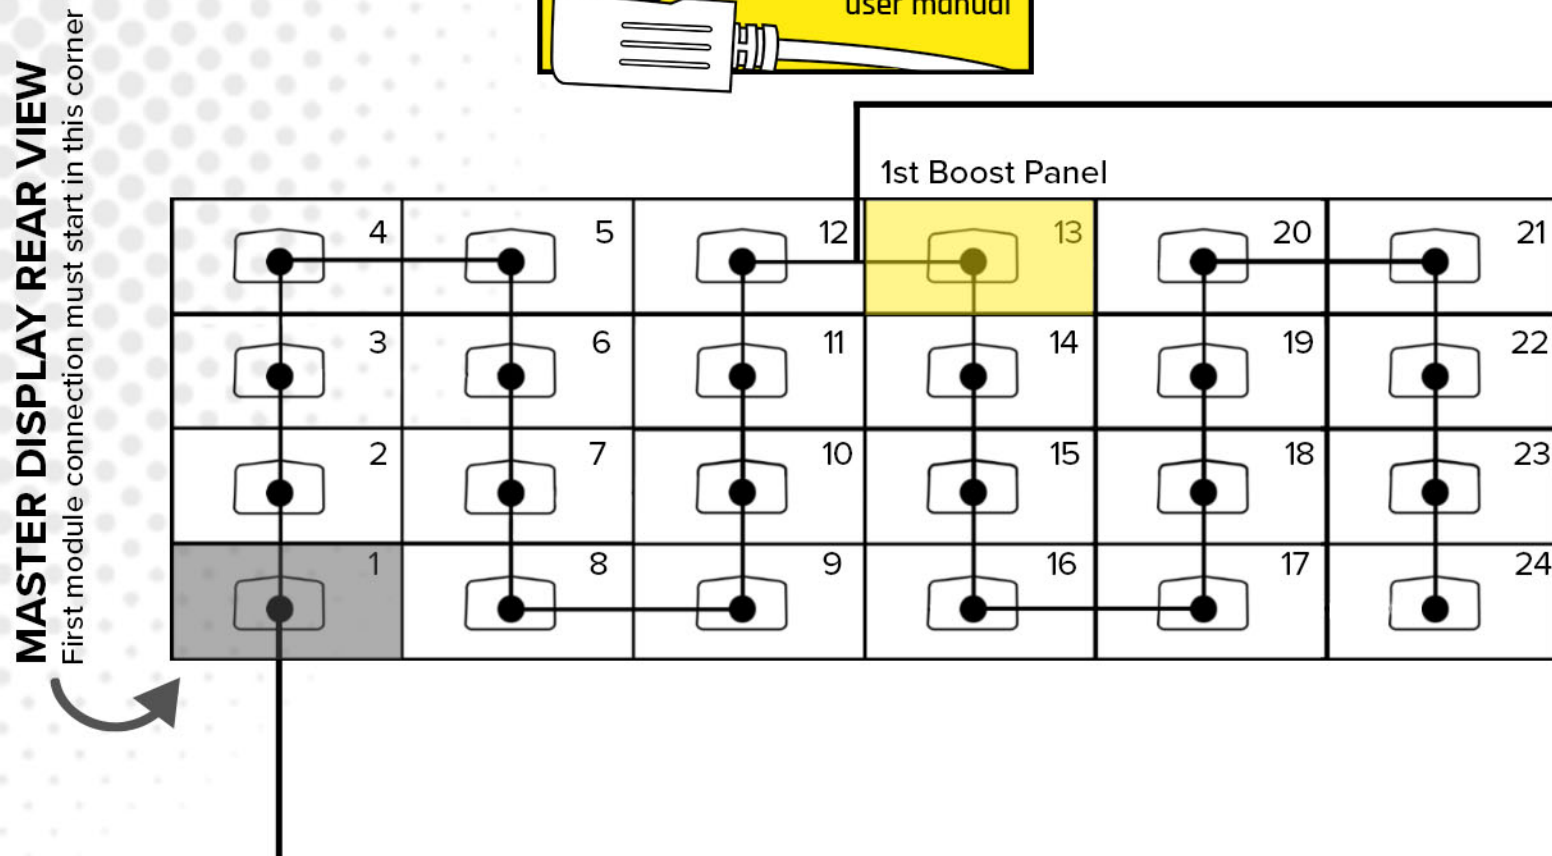 user manual
MASTER DISPLAY REAR VIEW
First module connection must start in this corner
1st Boost Panel
4 5 12 13 20 21
3 6 11 14 19 22
2 7 10 15 18 23
1 8 9 16 17 24